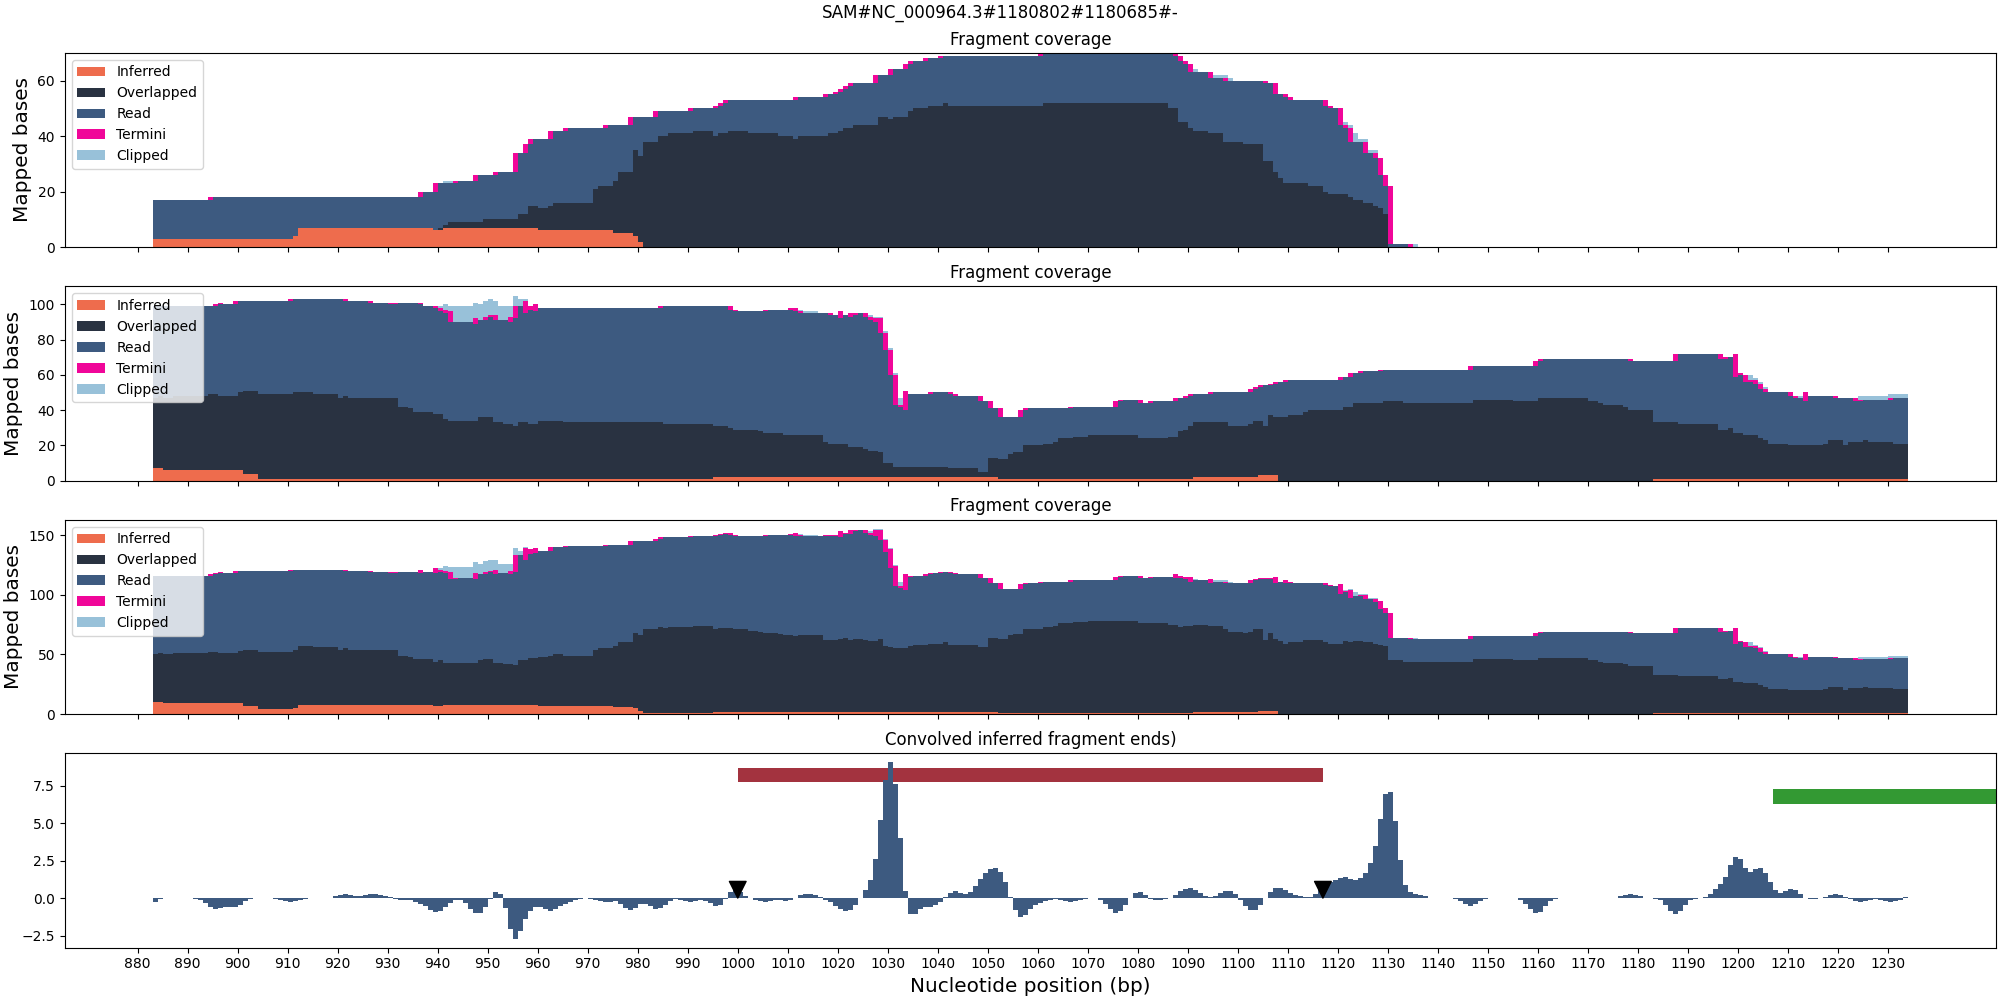 SAM#NC_000964.3#1180802#1180685#-
Fragment coverage
Mapped bases
60
40
20
0
Inferred
Overlapped
Read
Termini
Clipped
Fragment coverage
Mapped bases
100
80
60
40
20
0
Inferred
Overlapped
Read
Termini
Clipped
Fragment coverage
Mapped bases
150
100
50
0
Inferred
Overlapped
Read
Termini
Clipped
Convolved inferred fragment ends)
7.5
5.0
2.5
0.0
−2.5
880 890 900 910 920 930 940 950 960 970 980 990 1000 1010 1020 1030 1040 1050 1060 1070 1080 1090 1100 1110 1120 1130 1140 1150 1160 1170 1180 1190 1200 1210 1220 1230
Nucleotide position (bp)